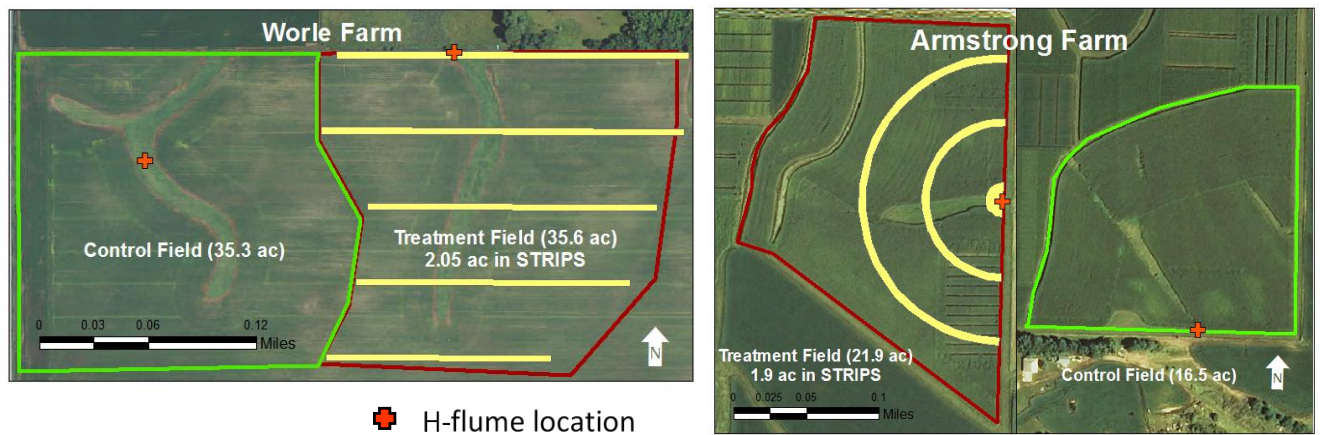 Worle Farm
Control Field (35.3 ac)
Treatment Field (35.6 ac)
2.05 ac in STRIPS
0 0.03 0.06 0.12
Miles
N
Armstrong Farm
Treatment Field (21.9 ac)
1.9 ac in STRIPS
0 0.025 0.05 0.1
Miles
Control Field (16.5 ac)
N
H-flume location